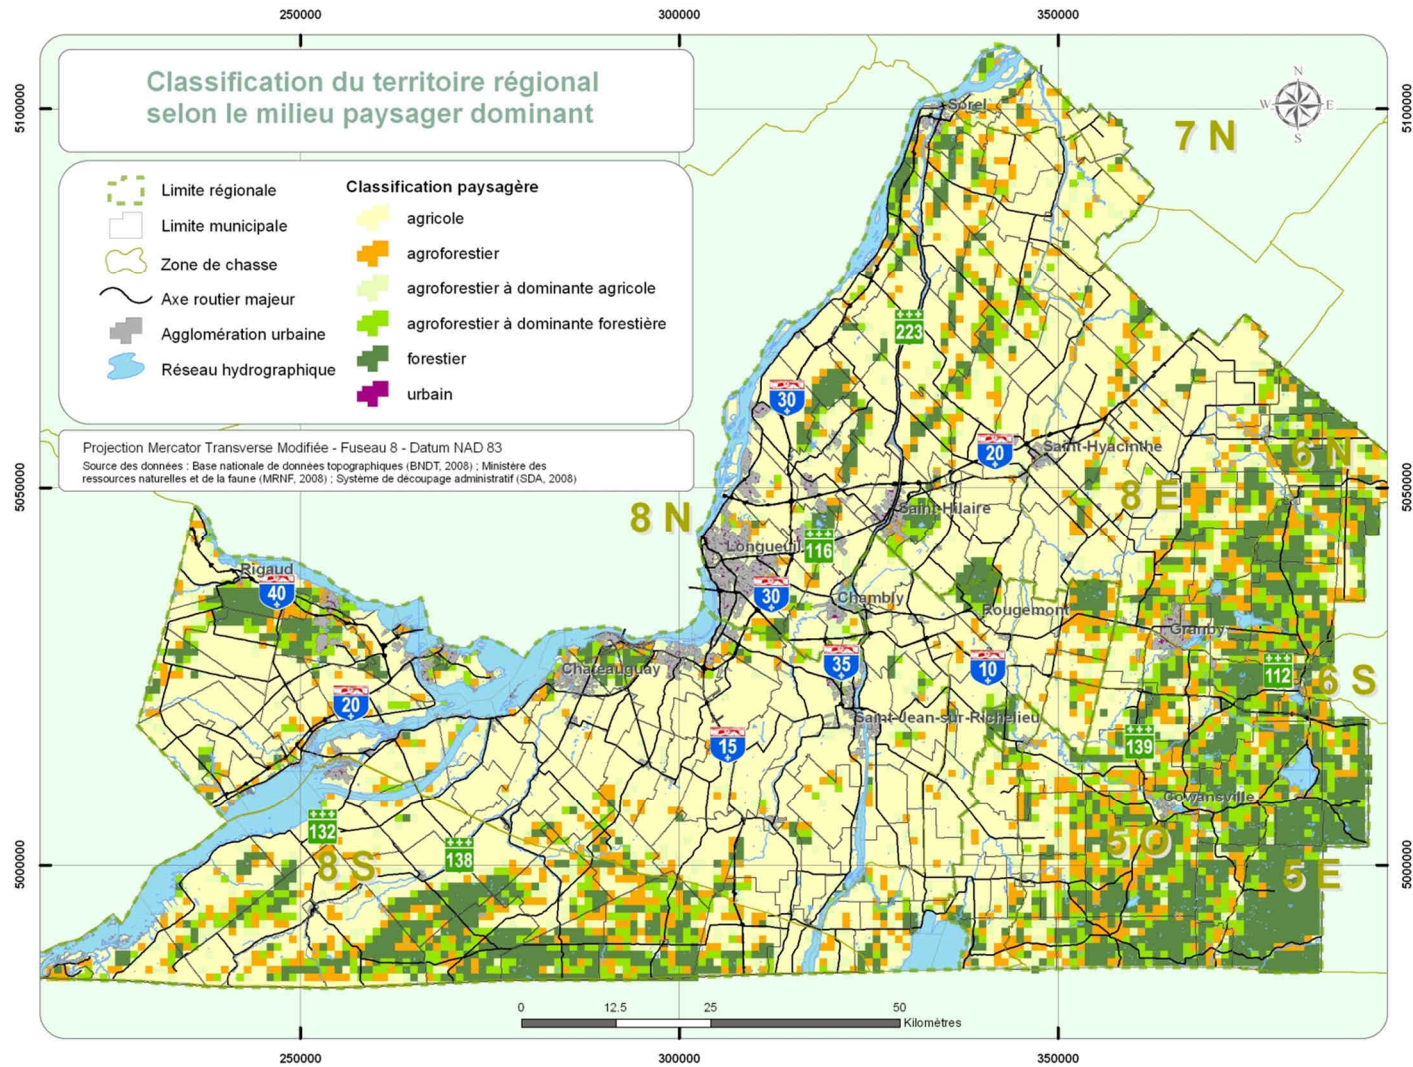 250000
300000
350000
5100000
5100000
Classification du territoire régional
selon le milieu paysager dominant
N
W
E
S
Limite régionale
Limite municipale
Zone de chasse
Axe routier majeur
Agglomération urbaine
Réseau hydrographique
Classification paysagère
agricole
agroforestier
agroforestier à dominante agricole
agroforestier à dominante forestière
forestier
urbain
Projection Mercator Transverse Modifiée - Fuseau 8 - Datum NAD 83
Source des données : Base nationale de données topographiques (BNDT, 2008) ; Ministère des
ressources naturelles et de la faune (MRNF, 2008) ; Système de découpage administratif (SDA, 2008)
Sorel
7 N
223
30
20
Saint-Hyacinthe
6 N
5050000
5050000
8 E
8 N
Saint-Hilaire
Longueuil
116
Rigaud
40
30
Chambly
Rougemont
Granby
Chateauguay
35
10
112
6 S
20
Saint-Jean-sur-Richelieu
15
139
Cowansville
132
138
8 S
5 O
5 E
5000000
5000000
0
12.5
25
50
Kilomètres
250000
300000
350000